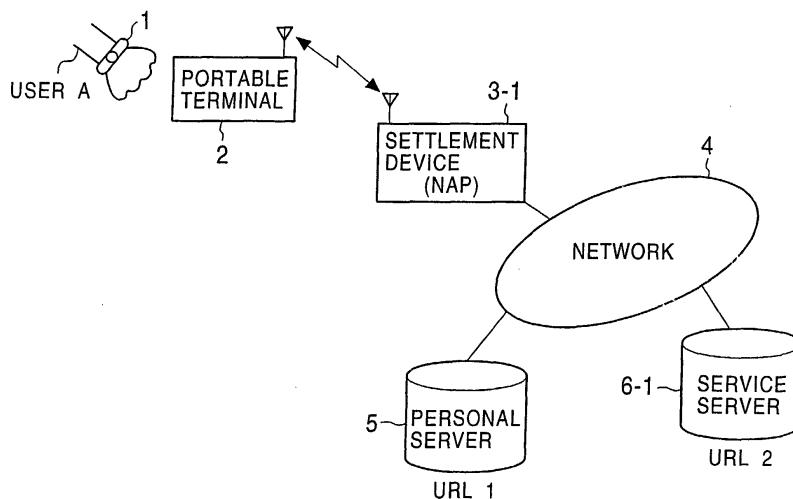 1
USER A
PORTABLE
TERMINAL
2
3-1
SETTLEMENT
DEVICE
(NAP)
4
NETWORK
5
PERSONAL
SERVER
URL 1
6-1
SERVICE
SERVER
URL 2